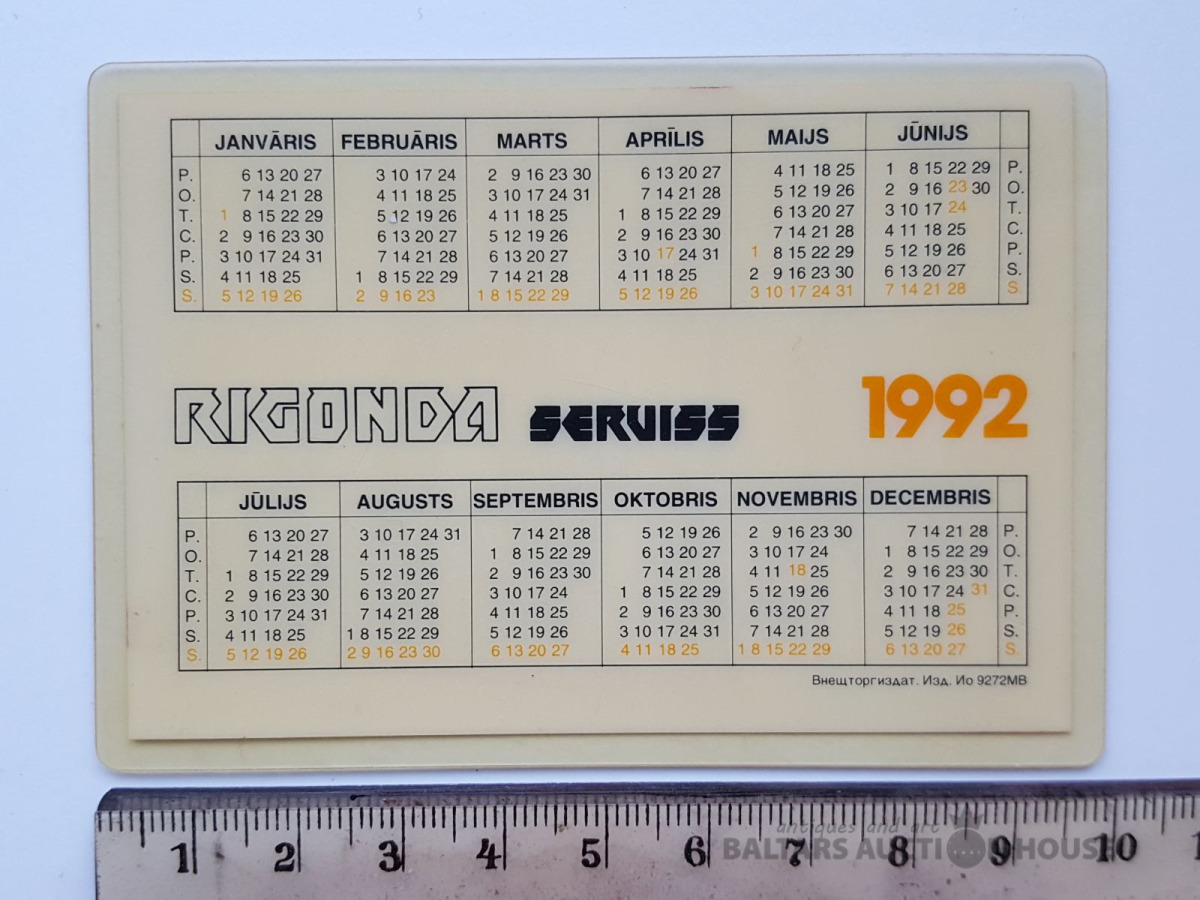 JANVĀRIS FEBRUĀRIS MARTS APRĪLIS MAIJS JŪNIJS
P. 6 13 20 27 3 10 17 24 2 9 16 23 30 6 13 20 27 4 11 18 25 1 8 15 22 29 P.
O. 7 14 21 28 4 11 18 25 3 10 17 24 31 7 14 21 28 5 12 19 26 2 9 16 23 30 O.
T. 1 8 15 22 29 5 12 19 26 4 11 18 25 1 8 15 22 29 6 13 20 27 3 10 17 24 T.
C. 2 9 16 23 30 6 13 20 27 5 12 19 26 2 9 16 23 30 7 14 21 28 4 11 18 25 C.
P. 3 10 17 24 31 7 14 21 28 6 13 20 27 3 10 17 24 31 1 8 15 22 29 5 12 19 26 P.
S. 4 11 18 25 1 8 15 22 29 7 14 21 28 4 11 18 25 2 9 16 23 30 6 13 20 27 S.
S. 5 12 19 26 2 9 16 23 1 8 15 22 29 5 12 19 26 3 10 17 24 31 7 14 21 28 S.
RIGONDA SERVISS 1992
JŪLIJS AUGUSTS SEPTEMBRIS OKTOBRIS NOVEMBRIS DECEMBRIS
P. 6 13 20 27 3 10 17 24 31 7 14 21 28 5 12 19 26 2 9 16 23 30 7 14 21 28 P.
O. 7 14 21 28 4 11 18 25 1 8 15 22 29 6 13 20 27 3 10 17 24 1 8 15 22 29 O.
T. 1 8 15 22 29 5 12 19 26 2 9 16 23 30 7 14 21 28 4 11 18 25 2 9 16 23 30 T.
C. 2 9 16 23 30 6 13 20 27 3 10 17 24 1 8 15 22 29 5 12 19 26 3 10 17 24 31 C.
P. 3 10 17 24 31 7 14 21 28 4 11 18 25 2 9 16 23 30 6 13 20 27 4 11 18 25 P.
S. 4 11 18 25 1 8 15 22 29 5 12 19 26 3 10 17 24 31 7 14 21 28 5 12 19 26 S.
S. 5 12 19 26 2 9 16 23 30 6 13 20 27 4 11 18 25 1 8 15 22 29 6 13 20 27 S.
Внешторгиздат. Изд. Ио 9272МВ
antiques and art
BALTARS AUCTION HOUSE
1 2 3 4 5 6 7 8 9 10